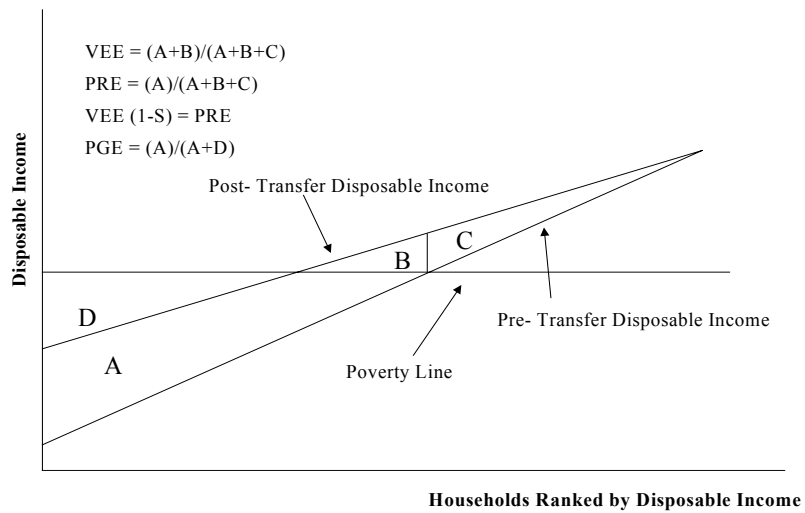 VEE = (A+B)/(A+B+C)
PRE = (A)/(A+B+C)
VEE (1-S) = PRE
PGE = (A)/(A+D)
Post- Transfer Disposable Income
Disposable Income
C
B
D
Pre- Transfer Disposable Income
A
Poverty Line
Households Ranked by Disposable Income